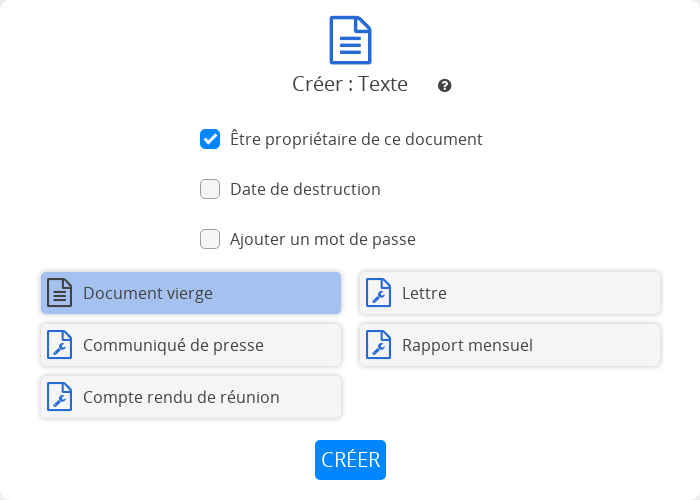 Créer : Texte
Être propriétaire de ce document
Date de destruction
Ajouter un mot de passe
Document vierge
Lettre
Communiqué de presse
Rapport mensuel
Compte rendu de réunion
CRÉER